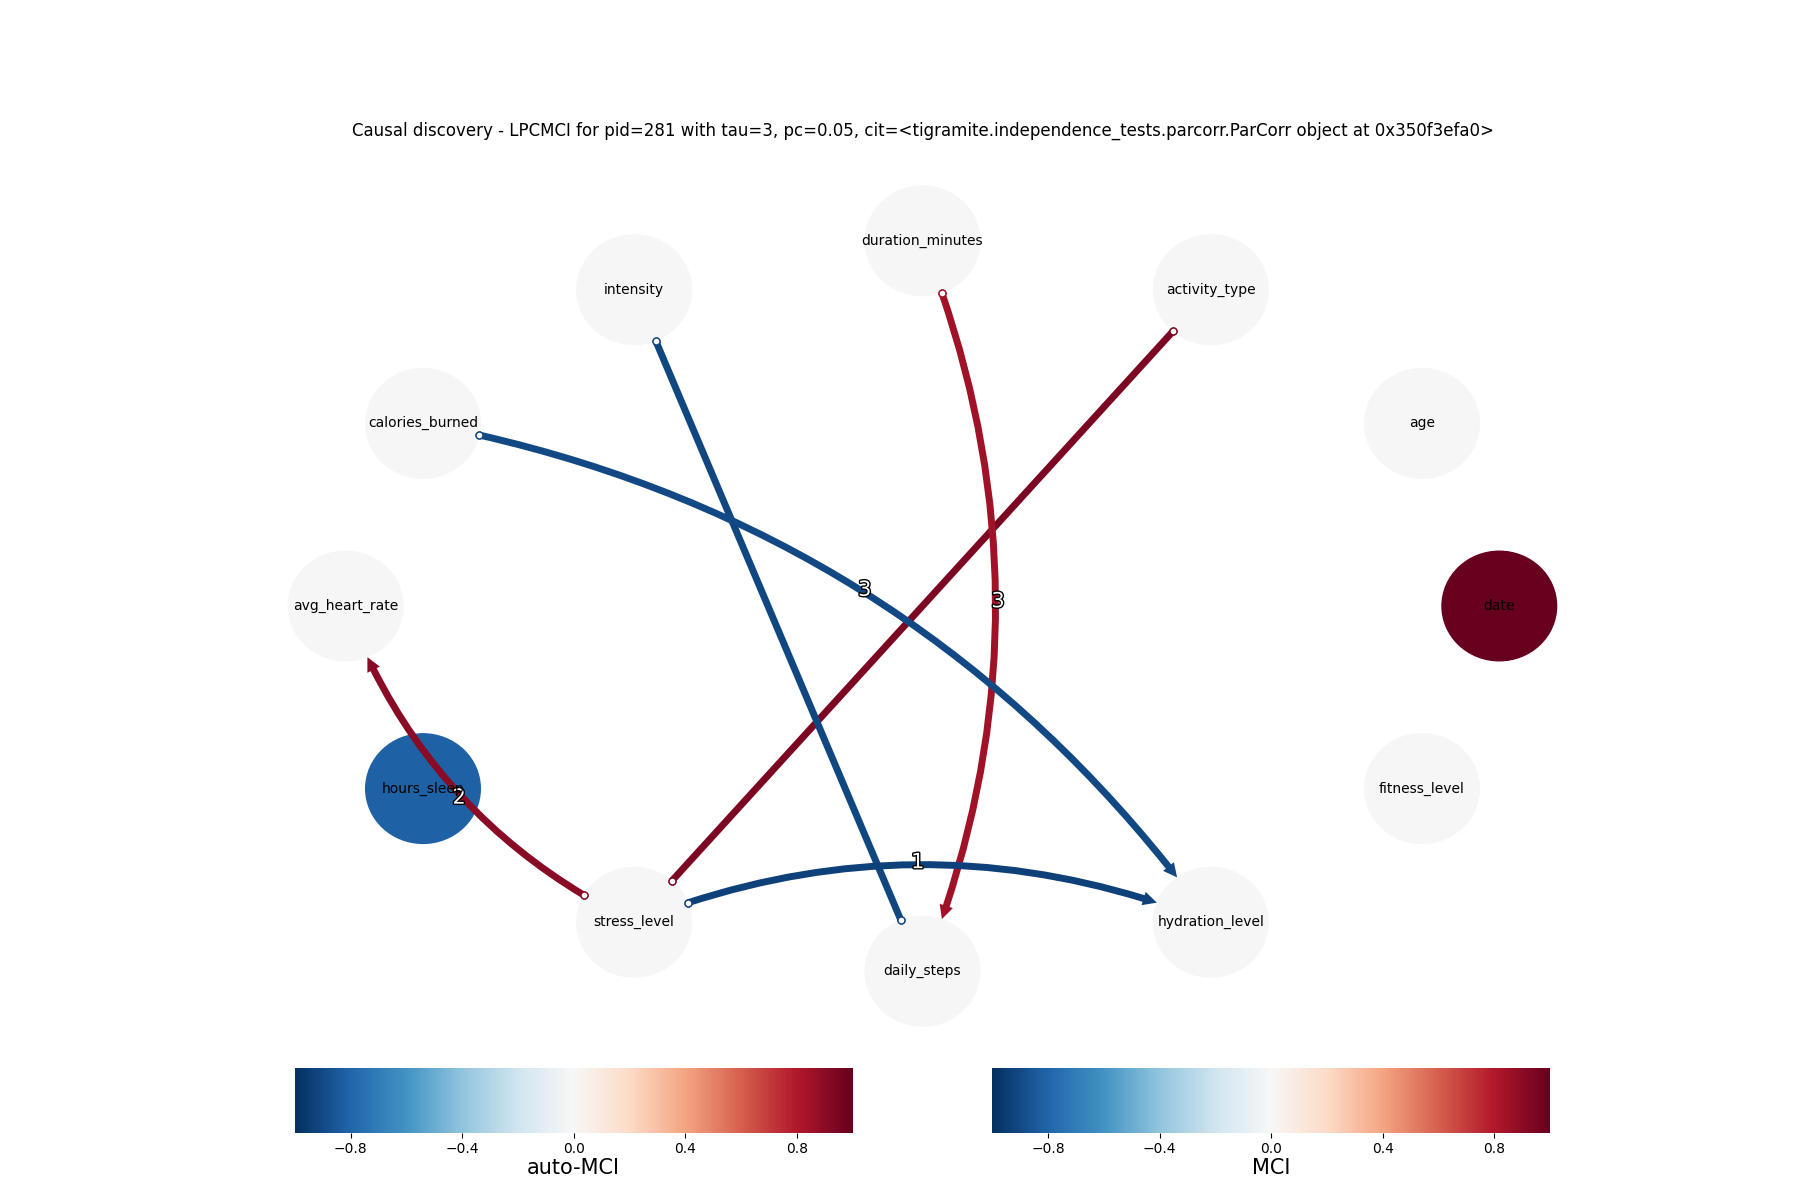 Causal discovery - LPCMCI for pid=281 with tau=3, pc=0.05, cit=<tigramite.independence_tests.parcorr.ParCorr object at 0x350f3efa0>
duration_minutes
intensity
activity_type
calories_burned
age
3
3
avg_heart_rate
date
hours_sleep
2
fitness_level
1
stress_level
hydration_level
daily_steps
−0.8 −0.4 0.0 0.4 0.8
auto-MCI
−0.8 −0.4 0.0 0.4 0.8
MCI